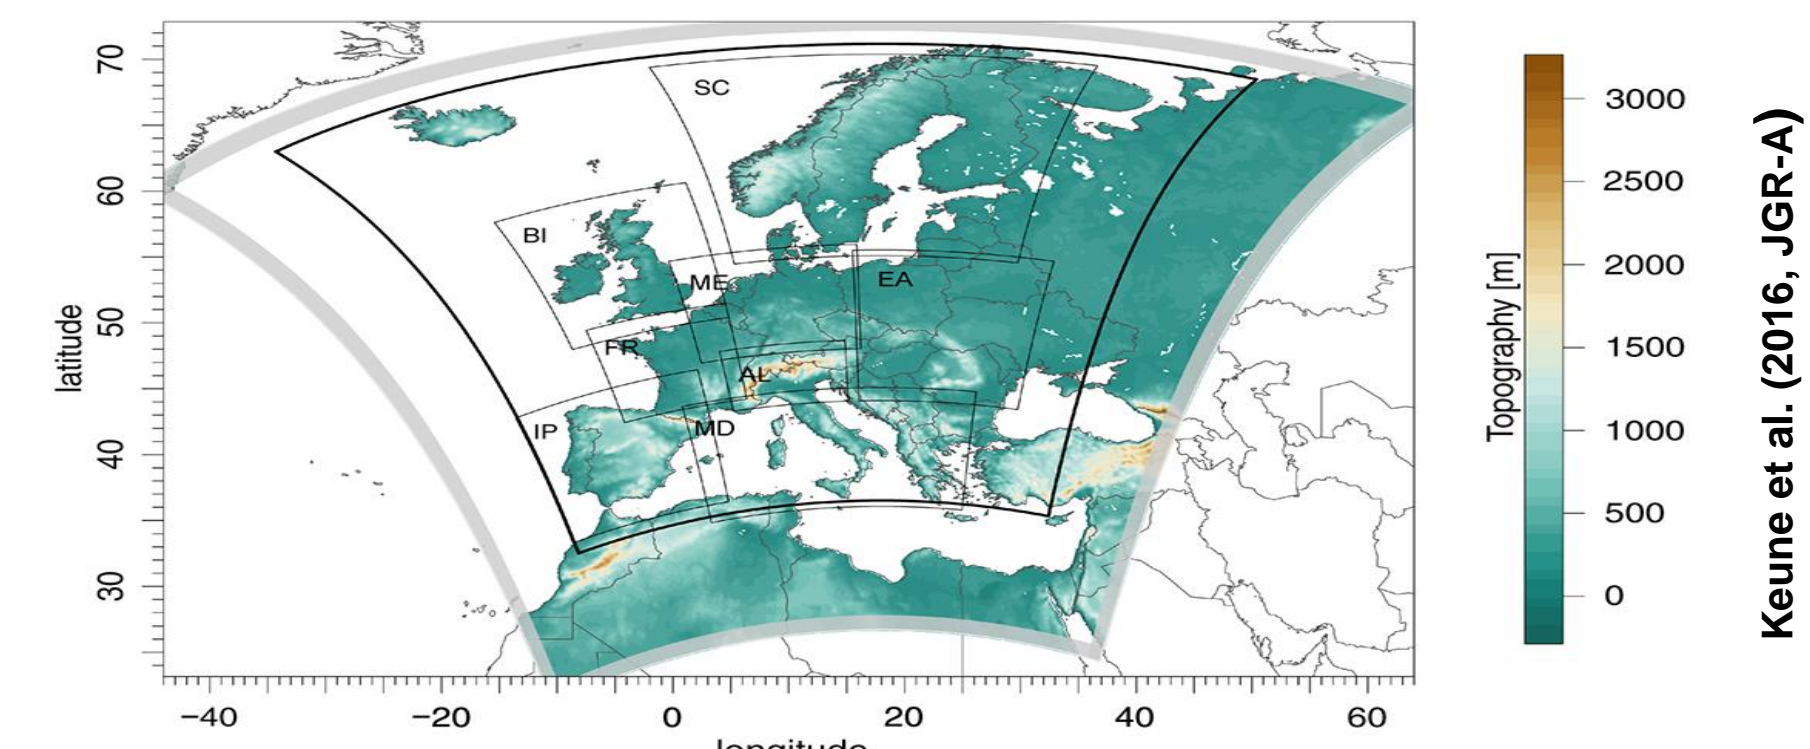 70
60
50
40
30
latitude
SC
BI
ME
EA
FR
AL
IP
MD
−40
−20
0
20
40
60
longitude
3000
2500
2000
1500
1000
500
0
Topography [m]
Keune et al. (2016, JGR-A)